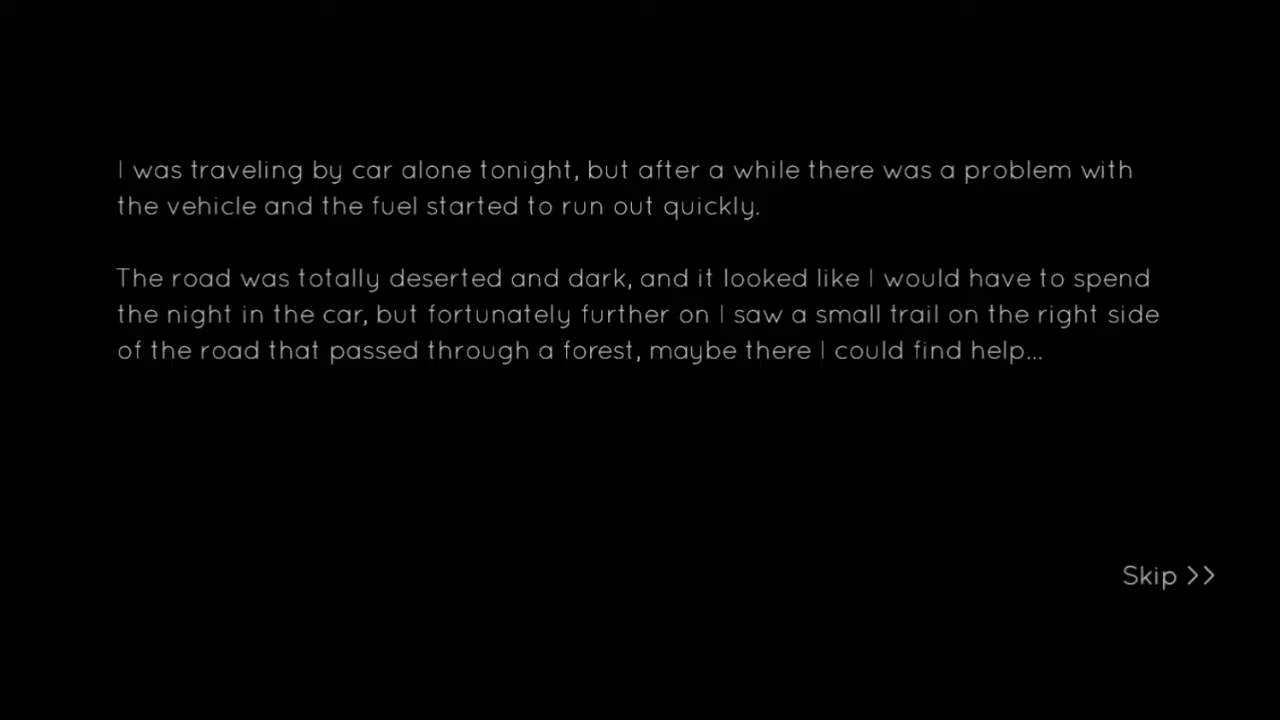 I was traveling by car alone tonight, but after a while there was a problem with
the vehicle and the fuel started to run out quickly.
The road was totally deserted and dark, and it looked like I would have to spend
the night in the car, but fortunately further on I saw a small trail on the right side
of the road that passed through a forest, maybe there I could find help...
Skip >>